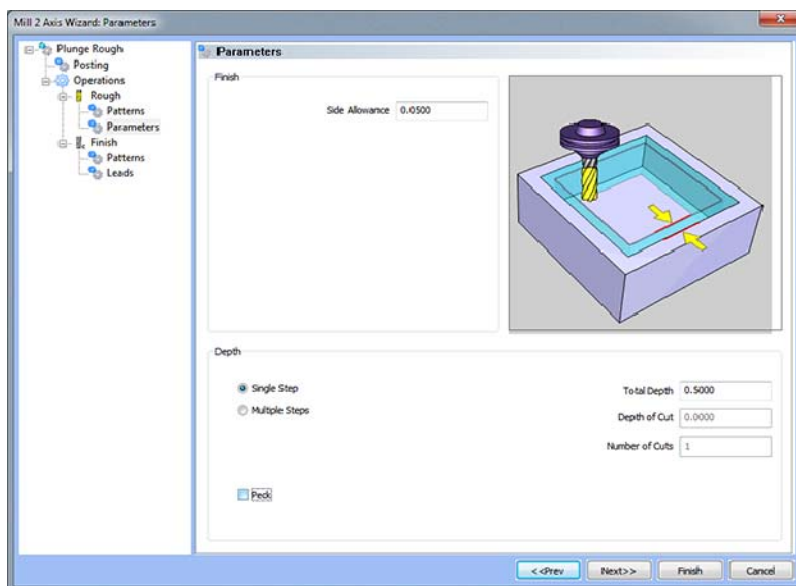 Mill 2 Axis Wizard: Parameters
Plunge Rough
Posting
Operations
Rough
Patterns
Parameters
Finish
Patterns
Leads
Parameters
Finish
Side Allowance 0.0500
Depth
Single Step
Multiple Steps
Total Depth 0.5000
Depth of Cut 0.0000
Number of Cuts 1
Peck
<<Prev Next>> Finish Cancel